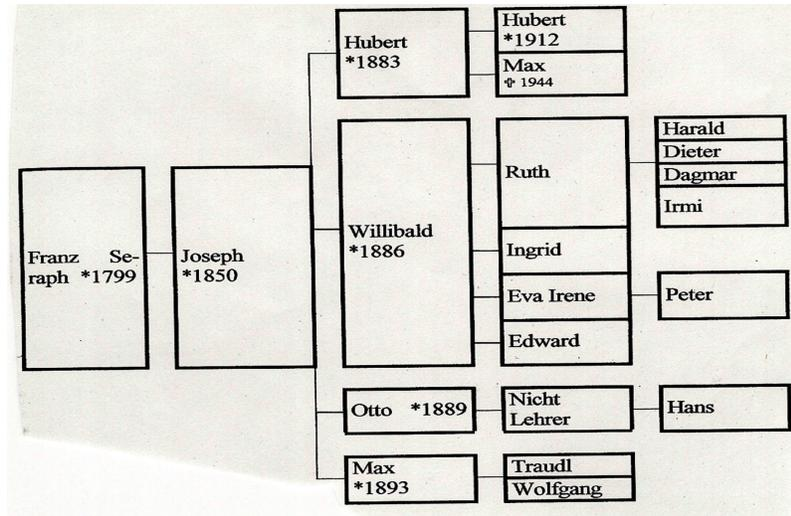 Franz Se-
raph *1799
Joseph
*1850
Hubert
*1883
Hubert
*1912
Max
✞ 1944
Willibald
*1886
Ruth
Harald
Dieter
Dagmar
Irmi
Ingrid
Eva Irene
Peter
Edward
Otto *1889
Nicht
Lehrer
Hans
Max
*1893
Traudl
Wolfgang